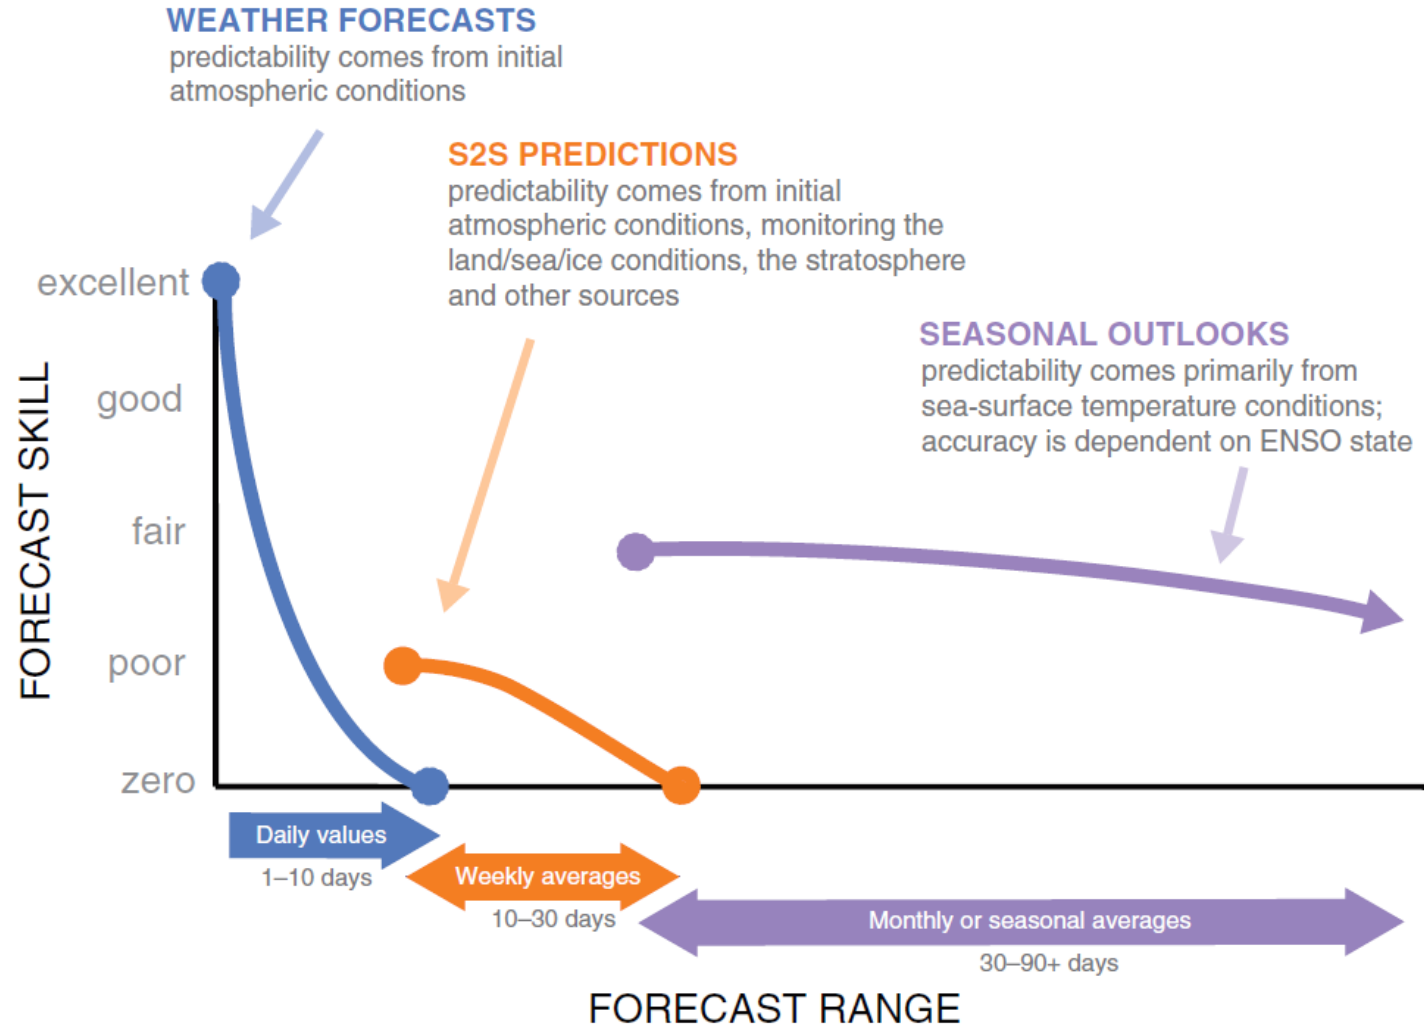 WEATHER FORECASTS
predictability comes from initial
atmospheric conditions
S2S PREDICTIONS
predictability comes from initial
atmospheric conditions, monitoring the
land/sea/ice conditions, the stratosphere
and other sources
SEASONAL OUTLOOKS
predictability comes primarily from
sea-surface temperature conditions;
accuracy is dependent on ENSO state
FORECAST SKILL
excellent
good
fair
poor
zero
Daily values
1–10 days
Weekly averages
10–30 days
Monthly or seasonal averages
30–90+ days
FORECAST RANGE